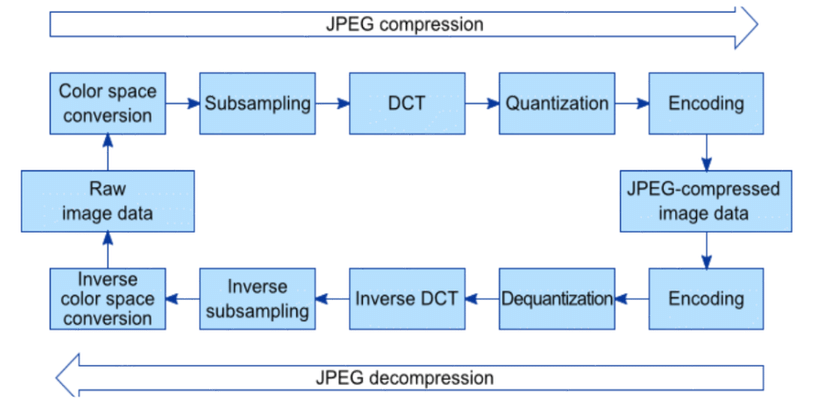 JPEG compression
Color space
conversion
Subsampling
DCT
Quantization
Encoding
Raw
image data
JPEG-compressed
image data
Inverse
color space
conversion
Inverse
subsampling
Inverse DCT
Dequantization
Encoding
JPEG decompression